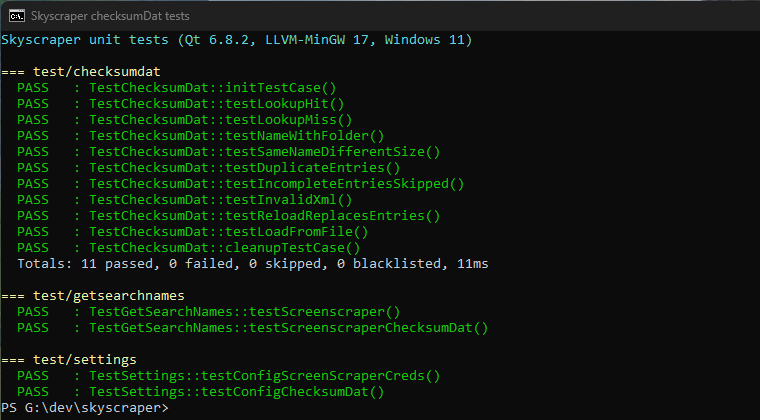 Skyscraper checksumDat tests
Skyscraper unit tests (Qt 6.8.2, LLVM-MinGW 17, Windows 11)
=== test/checksumdat
PASS   : TestChecksumDat::initTestCase()
PASS   : TestChecksumDat::testLookupHit()
PASS   : TestChecksumDat::testLookupMiss()
PASS   : TestChecksumDat::testNameWithFolder()
PASS   : TestChecksumDat::testSameNameDifferentSize()
PASS   : TestChecksumDat::testDuplicateEntries()
PASS   : TestChecksumDat::testIncompleteEntriesSkipped()
PASS   : TestChecksumDat::testInvalidXml()
PASS   : TestChecksumDat::testReloadReplacesEntries()
PASS   : TestChecksumDat::testLoadFromFile()
PASS   : TestChecksumDat::cleanupTestCase()
Totals: 11 passed, 0 failed, 0 skipped, 0 blacklisted, 11ms
=== test/getsearchnames
PASS   : TestGetSearchNames::testScreenscraper()
PASS   : TestGetSearchNames::testScreenscraperChecksumDat()
=== test/settings
PASS   : TestSettings::testConfigScreenScraperCreds()
PASS   : TestSettings::testConfigChecksumDat()
PS G:\dev\skyscraper>